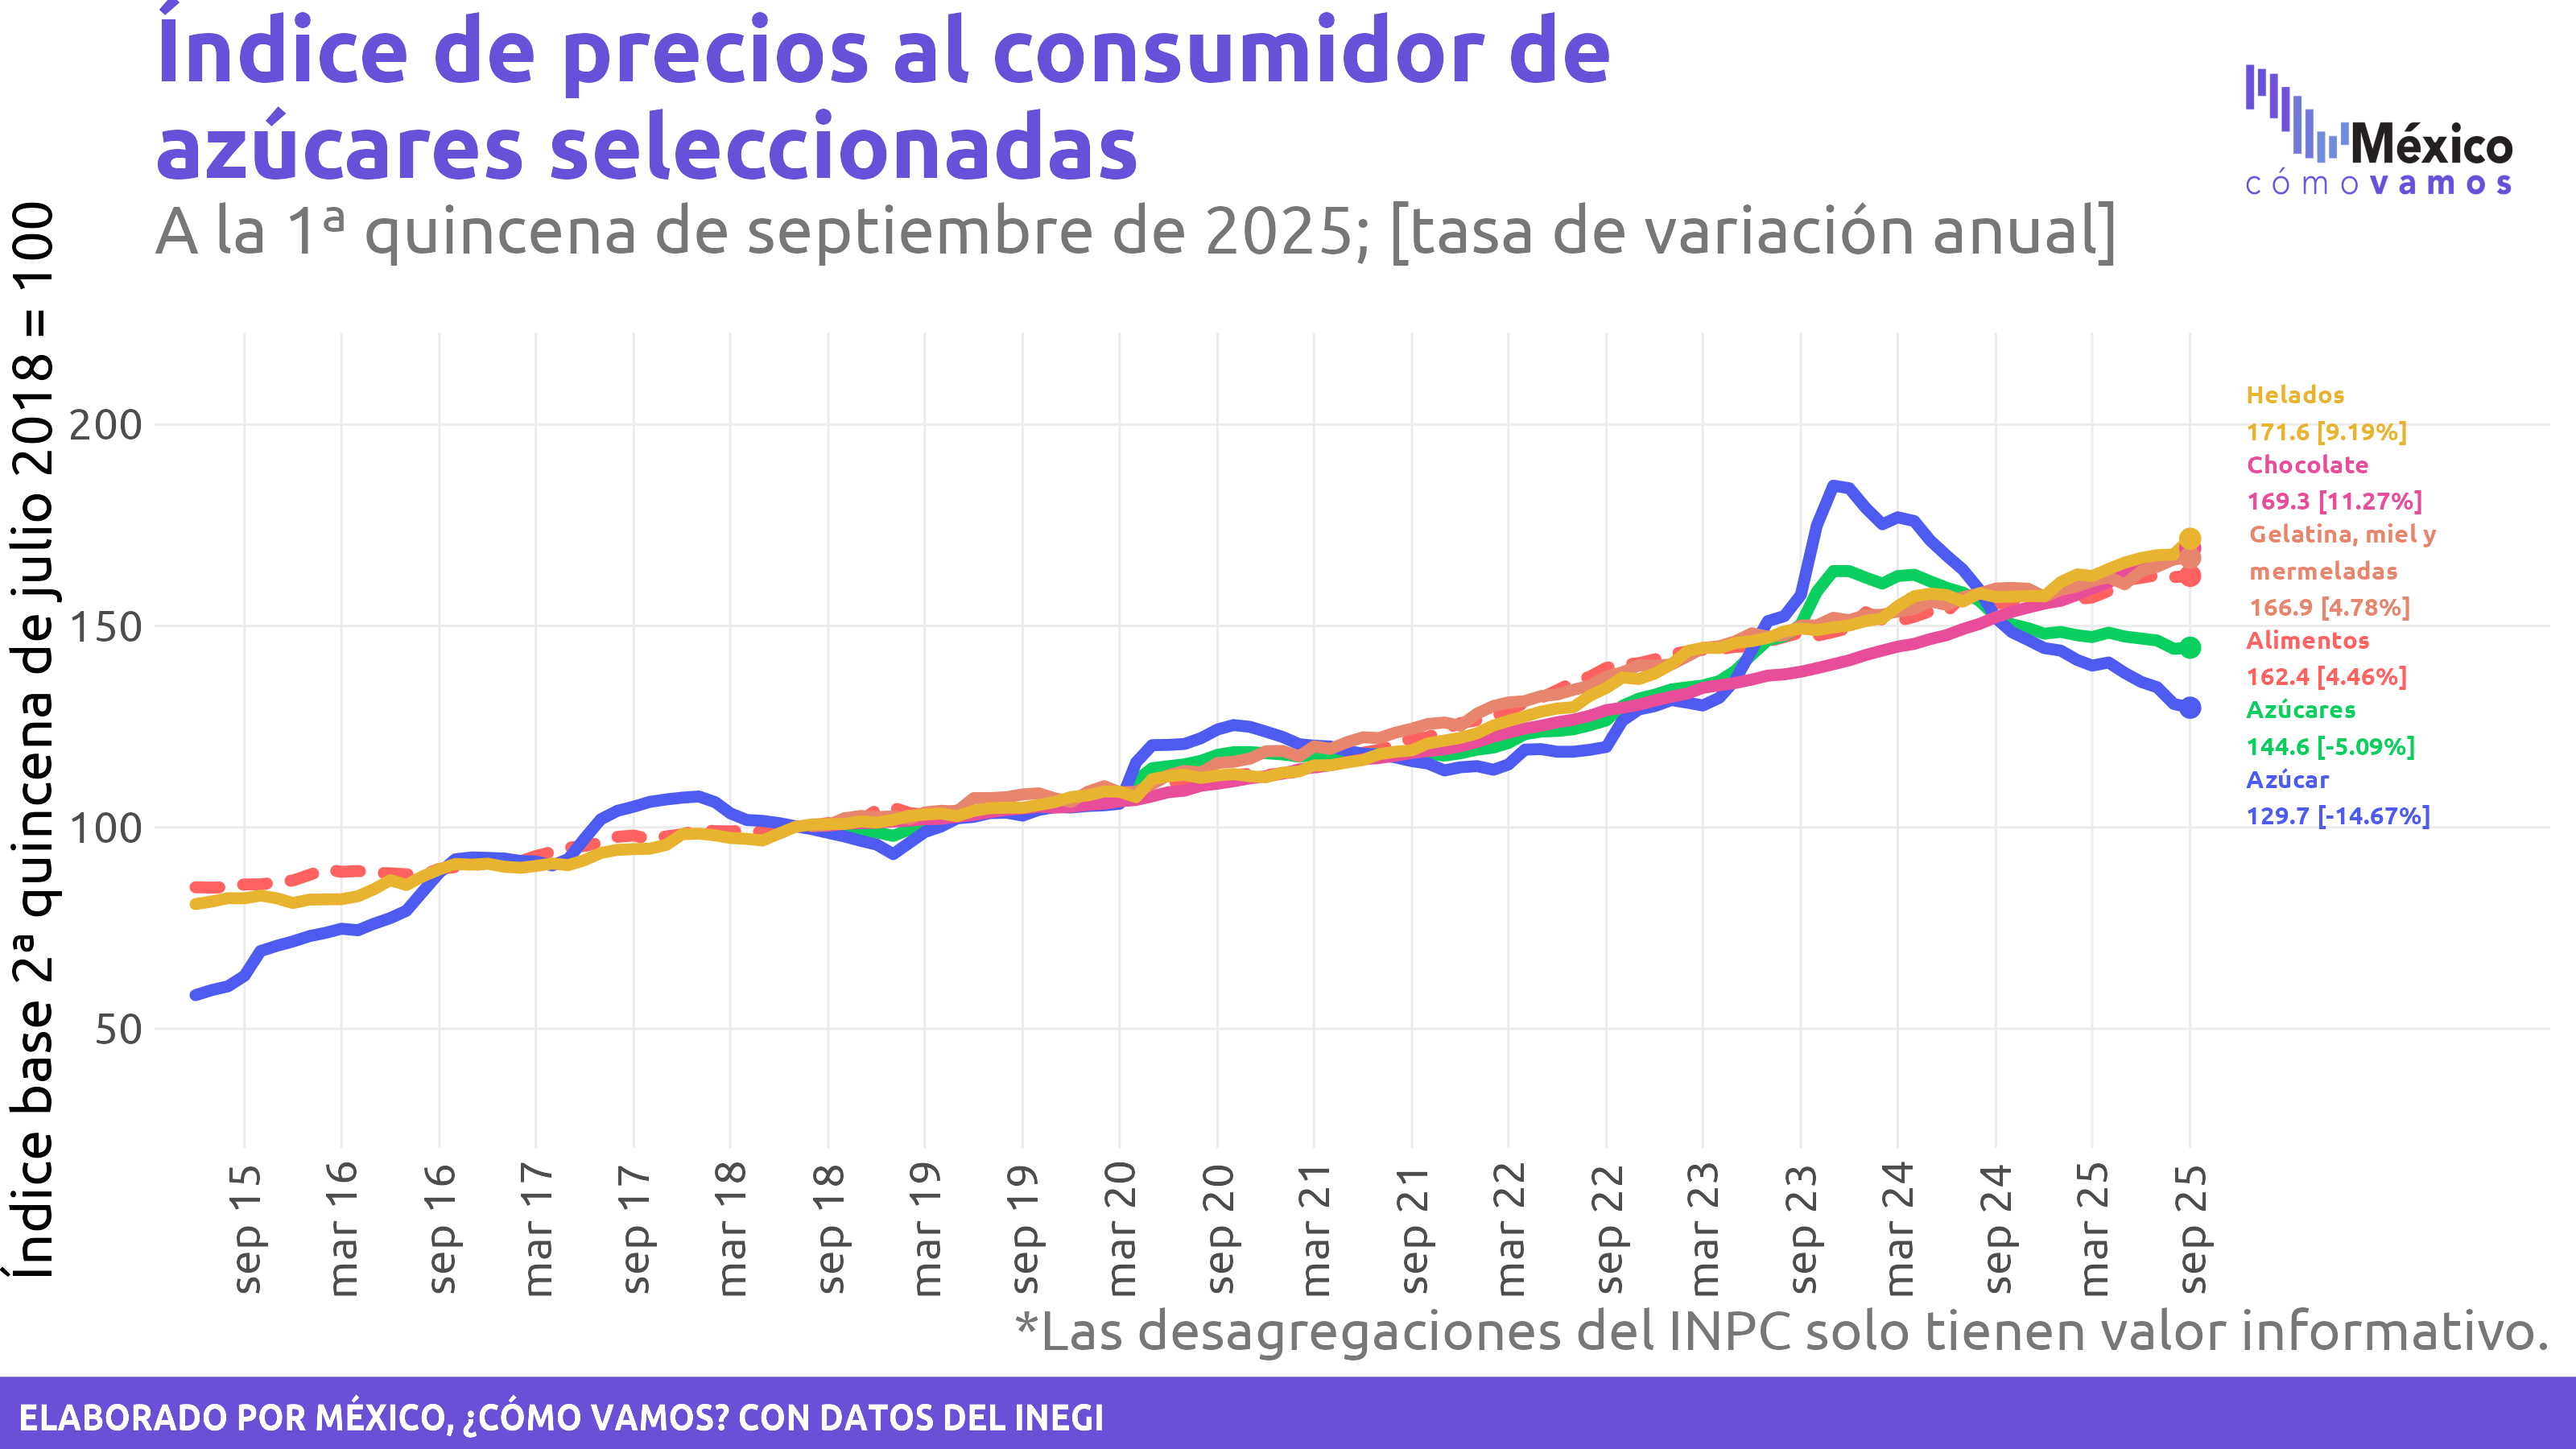 Índice de precios al consumidor de
azúcares seleccionadas
A la 1ª quincena de septiembre de 2025; [tasa de variación anual]
México
cómo vamos
Índice base 2ª quincena de julio 2018 = 100
200
150
100
50
Helados
171.6 [9.19%]
Chocolate
169.3 [11.27%]
Gelatina, miel y
mermeladas
166.9 [4.78%]
Alimentos
162.4 [4.46%]
Azúcares
144.6 [-5.09%]
Azúcar
129.7 [-14.67%]
sep 15
mar 16
sep 16
mar 17
sep 17
mar 18
sep 18
mar 19
sep 19
mar 20
sep 20
mar 21
sep 21
mar 22
sep 22
mar 23
sep 23
mar 24
sep 24
mar 25
sep 25
*Las desagregaciones del INPC solo tienen valor informativo.
ELABORADO POR MÉXICO, ¿CÓMO VAMOS? CON DATOS DEL INEGI